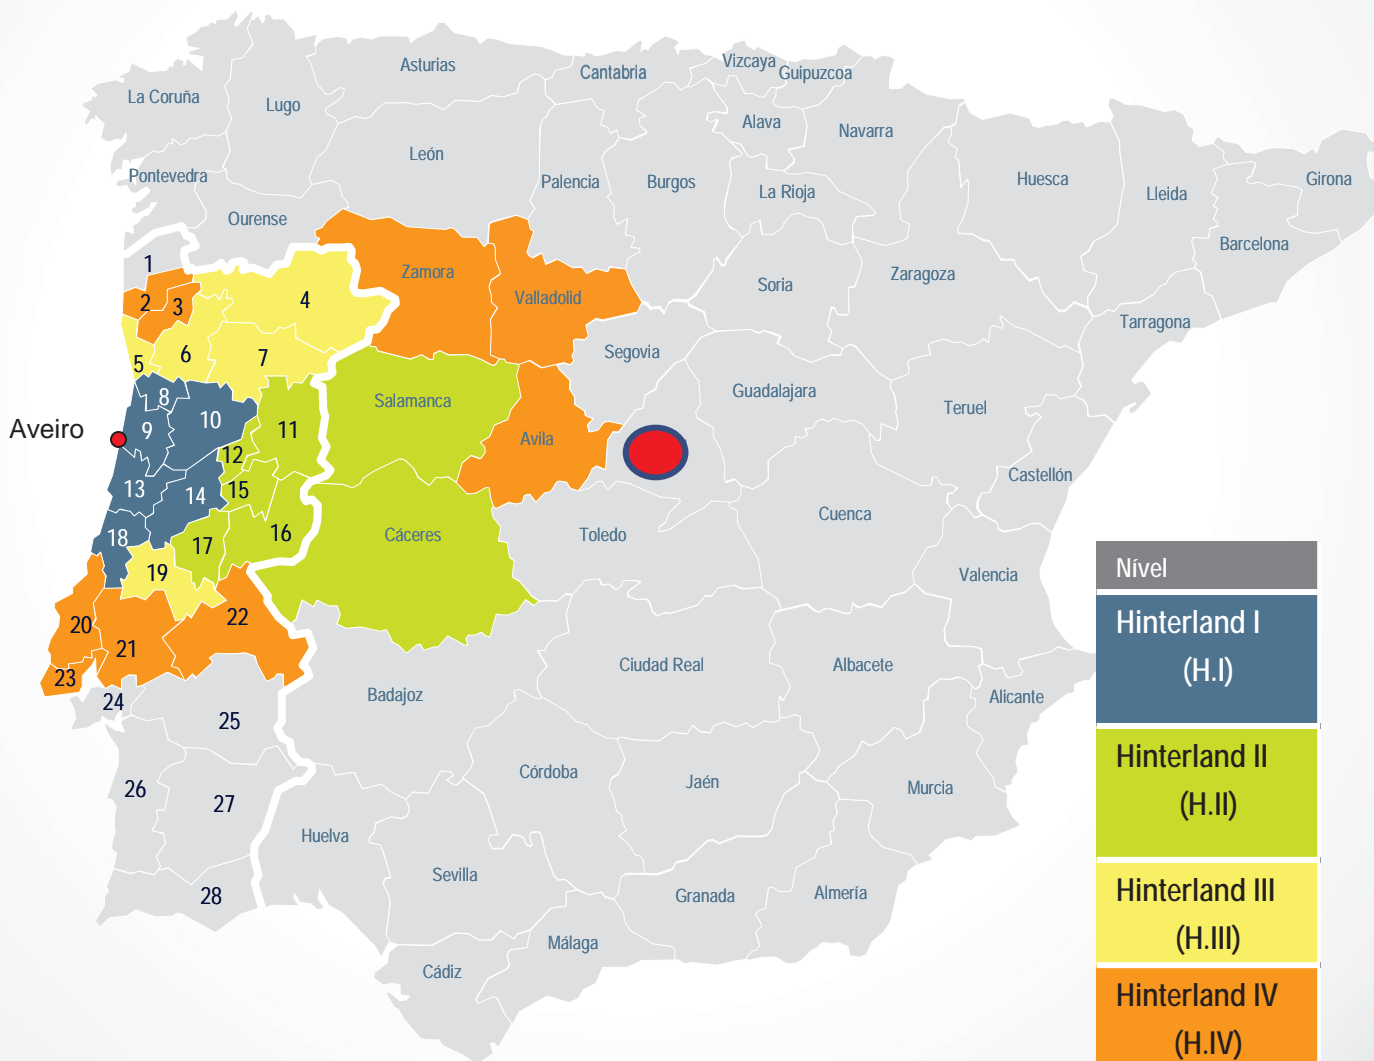 Vizcaya
Asturias
Cantabria
Guipuzcoa
La Coruña
Lugo
Alava
Navarra
León
Pontevedra
Palencia
Burgos
La Rioja
Huesca
Lleida
Girona
Ourense
Barcelona
1
Zamora
Valladolid
Soria
Zaragoza
2
3
4
Tarragona
5
6
7
Segovia
Guadalajara
8
9
10
Salamanca
Teruel
Aveiro
11
Avila
12
Castellón
13
14
15
16
Cáceres
Toledo
Cuenca
17
18
19
Valencia
Nível
20
21
22
Hinterland I
(H.I)
23
Ciudad Real
Albacete
24
Badajoz
Alicante
25
Hinterland II
(H.II)
26
27
Córdoba
Jaén
Murcia
Huelva
Sevilla
28
Granada
Almería
Hinterland III
(H.III)
Málaga
Cádiz
Hinterland IV
(H.IV)